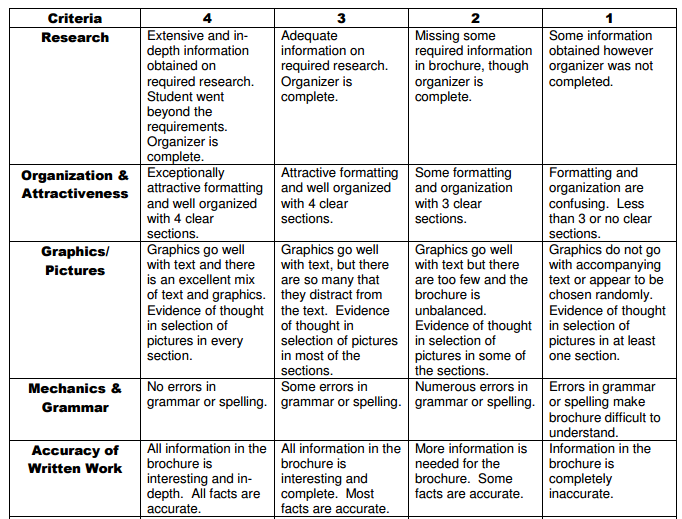 Criteria 4 3 2 1
Research
Extensive and in-
depth information
obtained on
required research.
Student went
beyond the
requirements.
Organizer is
complete.
Adequate
information on
required research.
Organizer is
complete.
Missing some
required information
in brochure, though
organizer is
complete.
Some information
obtained however
organizer was not
completed.
Organization &
Attractiveness
Exceptionally
attractive formatting
and well organized
with 4 clear
sections.
Attractive formatting
and well organized
with 4 clear
sections.
Some formatting
and organization
with 3 clear
sections.
Formatting and
organization are
confusing.  Less
than 3 or no clear
sections.
Graphics/
Pictures
Graphics go well
with text and there
is an excellent mix
of text and graphics.
Evidence of thought
in selection of
pictures in every
section.
Graphics go well
with text, but there
are so many that
they distract from
the text.  Evidence
of thought in
selection of pictures
in most of the
sections.
Graphics go well
with text but there
are too few and the
brochure is
unbalanced.
Evidence of thought
in selection of
pictures in some of
the sections.
Graphics do not go
with accompanying
text or appear to be
chosen randomly.
Evidence of thought
in selection of
pictures in at least
one section.
Mechanics &
Grammar
No errors in
grammar or spelling.
Some errors in
grammar or spelling.
Numerous errors in
grammar or spelling.
Errors in grammar
or spelling make
brochure difficult to
understand.
Accuracy of
Written Work
All information in the
brochure is
interesting and in-
depth.  All facts are
accurate.
All information in the
brochure is
interesting and
complete.  Most
facts are accurate.
More information is
needed for the
brochure.  Some
facts are accurate.
Information in the
brochure is
completely
inaccurate.